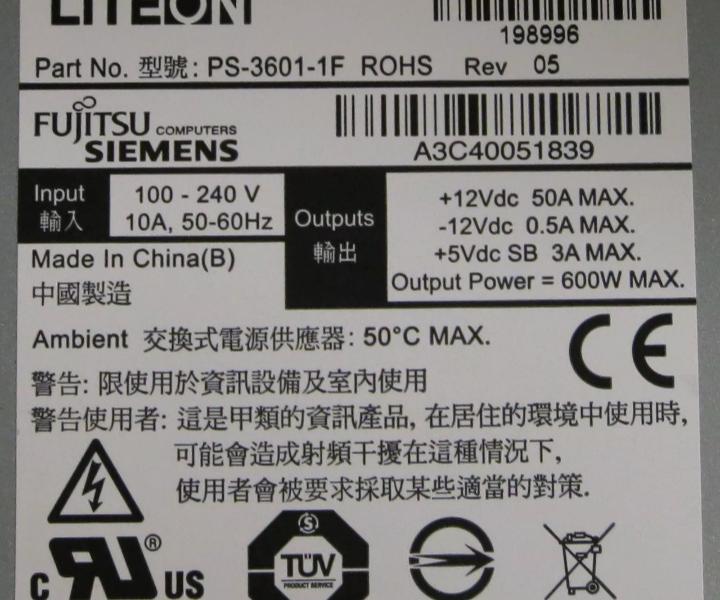 LITEON
198996
Part No. 型號: PS-3601-1F ROHS Rev 05
FUJITSU COMPUTERS
SIEMENS
A3C40051839
Input
輸入
100 - 240 V
10A, 50-60Hz
Outputs
輸出
+12Vdc 50A MAX.
-12Vdc 0.5A MAX.
+5Vdc SB 3A MAX.
Output Power = 600W MAX.
Made In China(B)
中國製造
Ambient 交換式電源供應器: 50°C MAX.
CE
警告: 限使用於資訊設備及室內使用
警告使用者: 這是甲類的資訊產品, 在居住的環境中使用時,
可能會造成射頻干擾在這種情況下,
使用者會被要求採取某些適當的對策.
c RU ® US
S
TÜV
PRODUCT SERVICE